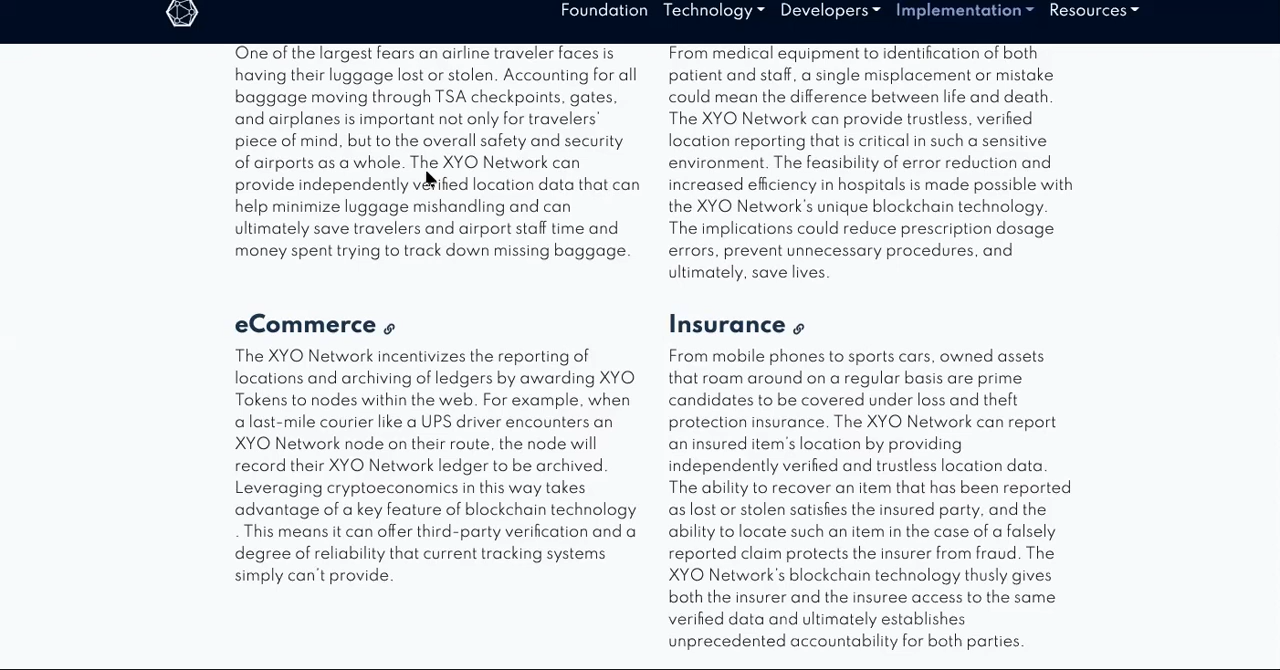 Foundation Technology Developers Implementation Resources
One of the largest fears an airline traveler faces is
having their luggage lost or stolen. Accounting for all
baggage moving through TSA checkpoints, gates,
and airplanes is important not only for travelers'
piece of mind, but to the overall safety and security
of airports as a whole. The XYO Network can
provide independently verified location data that can
help minimize luggage mishandling and can
ultimately save travelers and airport staff time and
money spent trying to track down missing baggage.
From medical equipment to identification of both
patient and staff, a single misplacement or mistake
could mean the difference between life and death.
The XYO Network can provide trustless, verified
location reporting that is critical in such a sensitive
environment. The feasibility of error reduction and
increased efficiency in hospitals is made possible with
the XYO Network's unique blockchain technology.
The implications could reduce prescription dosage
errors, prevent unnecessary procedures, and
ultimately, save lives.
eCommerce
The XYO Network incentivizes the reporting of
locations and archiving of ledgers by awarding XYO
Tokens to nodes within the web. For example, when
a last-mile courier like a UPS driver encounters an
XYO Network node on their route, the node will
record their XYO Network ledger to be archived.
Leveraging cryptoeconomics in this way takes
advantage of a key feature of blockchain technology
. This means it can offer third-party verification and a
degree of reliability that current tracking systems
simply can't provide.
Insurance
From mobile phones to sports cars, owned assets
that roam around on a regular basis are prime
candidates to be covered under loss and theft
protection insurance. The XYO Network can report
an insured item's location by providing
independently verified and trustless location data.
The ability to recover an item that has been reported
as lost or stolen satisfies the insured party, and the
ability to locate such an item in the case of a falsely
reported claim protects the insurer from fraud. The
XYO Network's blockchain technology thusly gives
both the insurer and the insuree access to the same
verified data and ultimately establishes
unprecedented accountability for both parties.